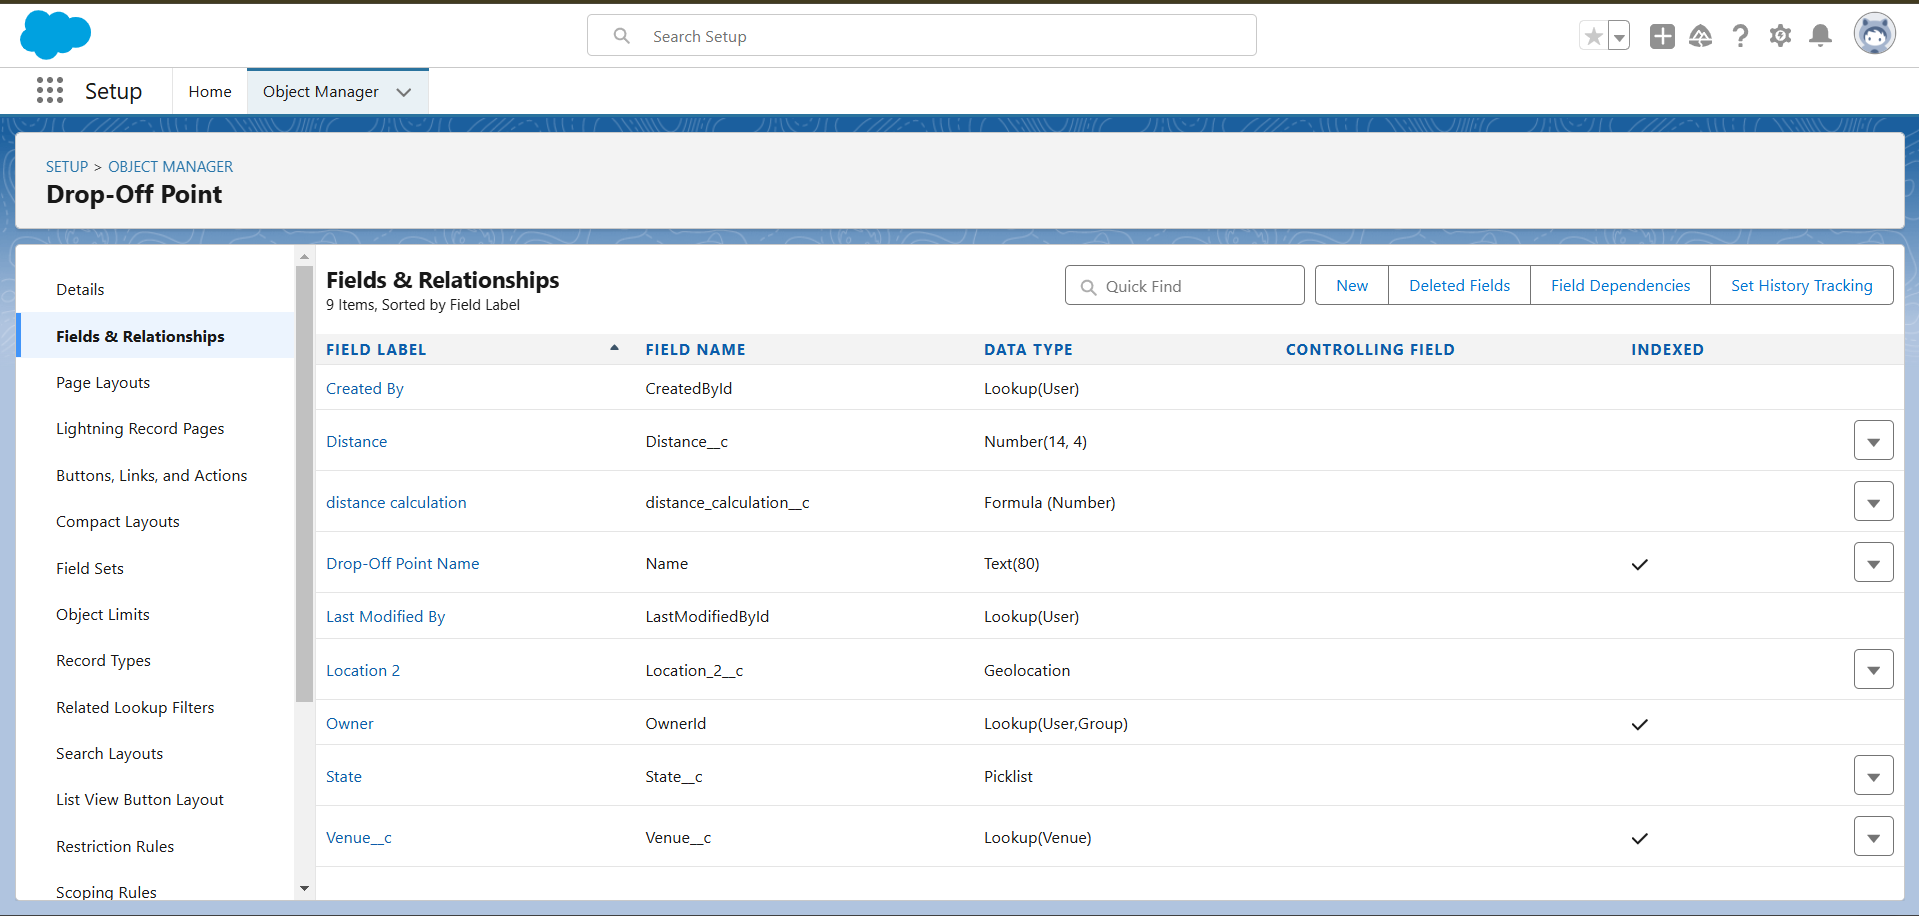 Search Setup
Setup
Home
Object Manager
SETUP > OBJECT MANAGER
Drop-Off Point
Details
Fields & Relationships
Page Layouts
Lightning Record Pages
Buttons, Links, and Actions
Compact Layouts
Field Sets
Object Limits
Record Types
Related Lookup Filters
Search Layouts
List View Button Layout
Restriction Rules
Scoping Rules
Fields & Relationships
9 Items, Sorted by Field Label
Quick Find
New
Deleted Fields
Field Dependencies
Set History Tracking
FIELD LABEL FIELD NAME DATA TYPE CONTROLLING FIELD INDEXED
Created By CreatedById Lookup(User)
Distance Distance__c Number(14, 4)
distance calculation distance_calculation__c Formula (Number)
Drop-Off Point Name Name Text(80)
Last Modified By LastModifiedById Lookup(User)
Location 2 Location_2__c Geolocation
Owner OwnerId Lookup(User,Group)
State State__c Picklist
Venue__c Venue__c Lookup(Venue)